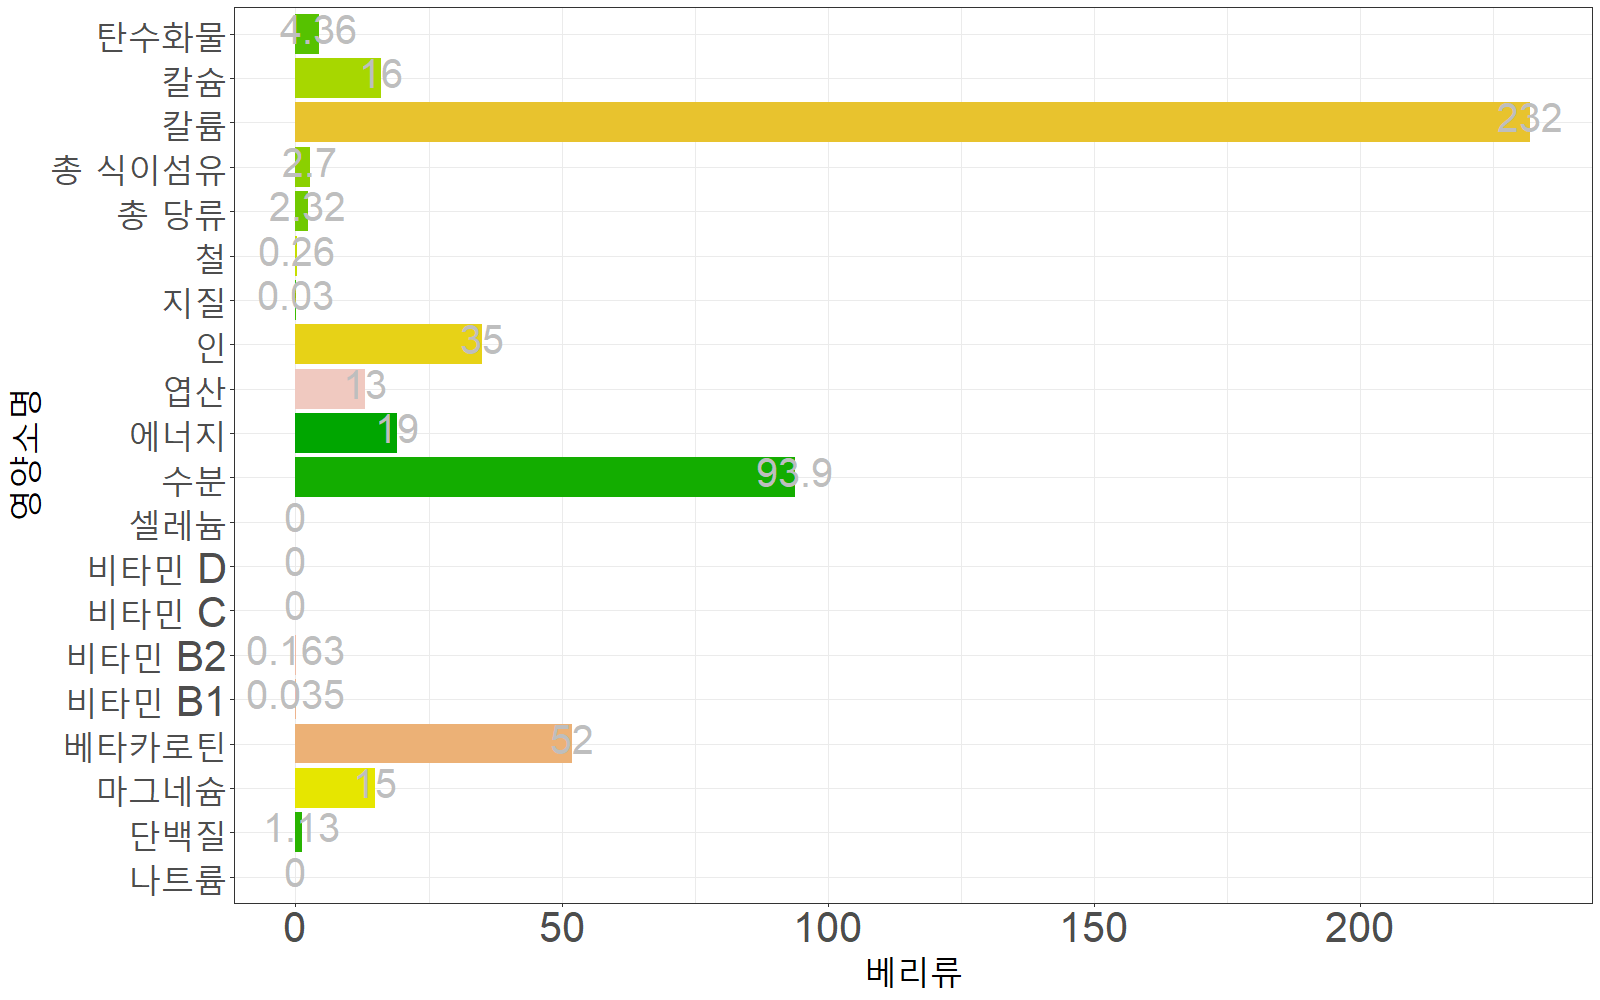 탄수화물 4.36
칼슘 16
칼륨 232
총 식이섬유 2.7
총 당류 2.32
철 0.26
지질 0.03
인 35
엽산 13
에너지 19
수분 93.9
셀레늄 0
비타민 D 0
비타민 C 0
비타민 B2 0.163
비타민 B1 0.035
베타카로틴 52
마그네슘 15
단백질 1.13
나트륨 0
영양소명
0 50 100 150 200
베리류